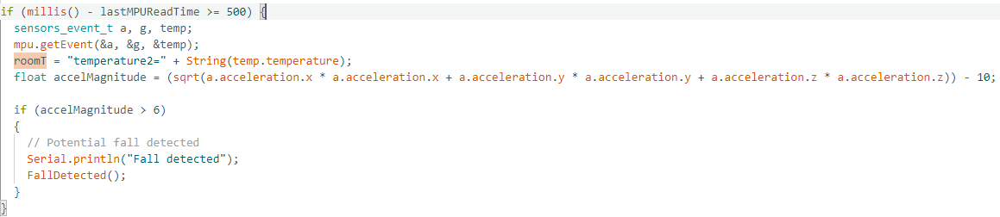 if (millis() - lastMPUReadTime >= 500) {
sensors_event_t a, g, temp;
mpu.getEvent(&a, &g, &temp);
roomT = "temperature2=" + String(temp.temperature);
float accelMagnitude = (sqrt(a.acceleration.x * a.acceleration.x + a.acceleration.y * a.acceleration.y + a.acceleration.z * a.acceleration.z)) - 10;
if (accelMagnitude > 6)
{
// Potential fall detected
Serial.println("Fall detected");
FallDetected();
}
}